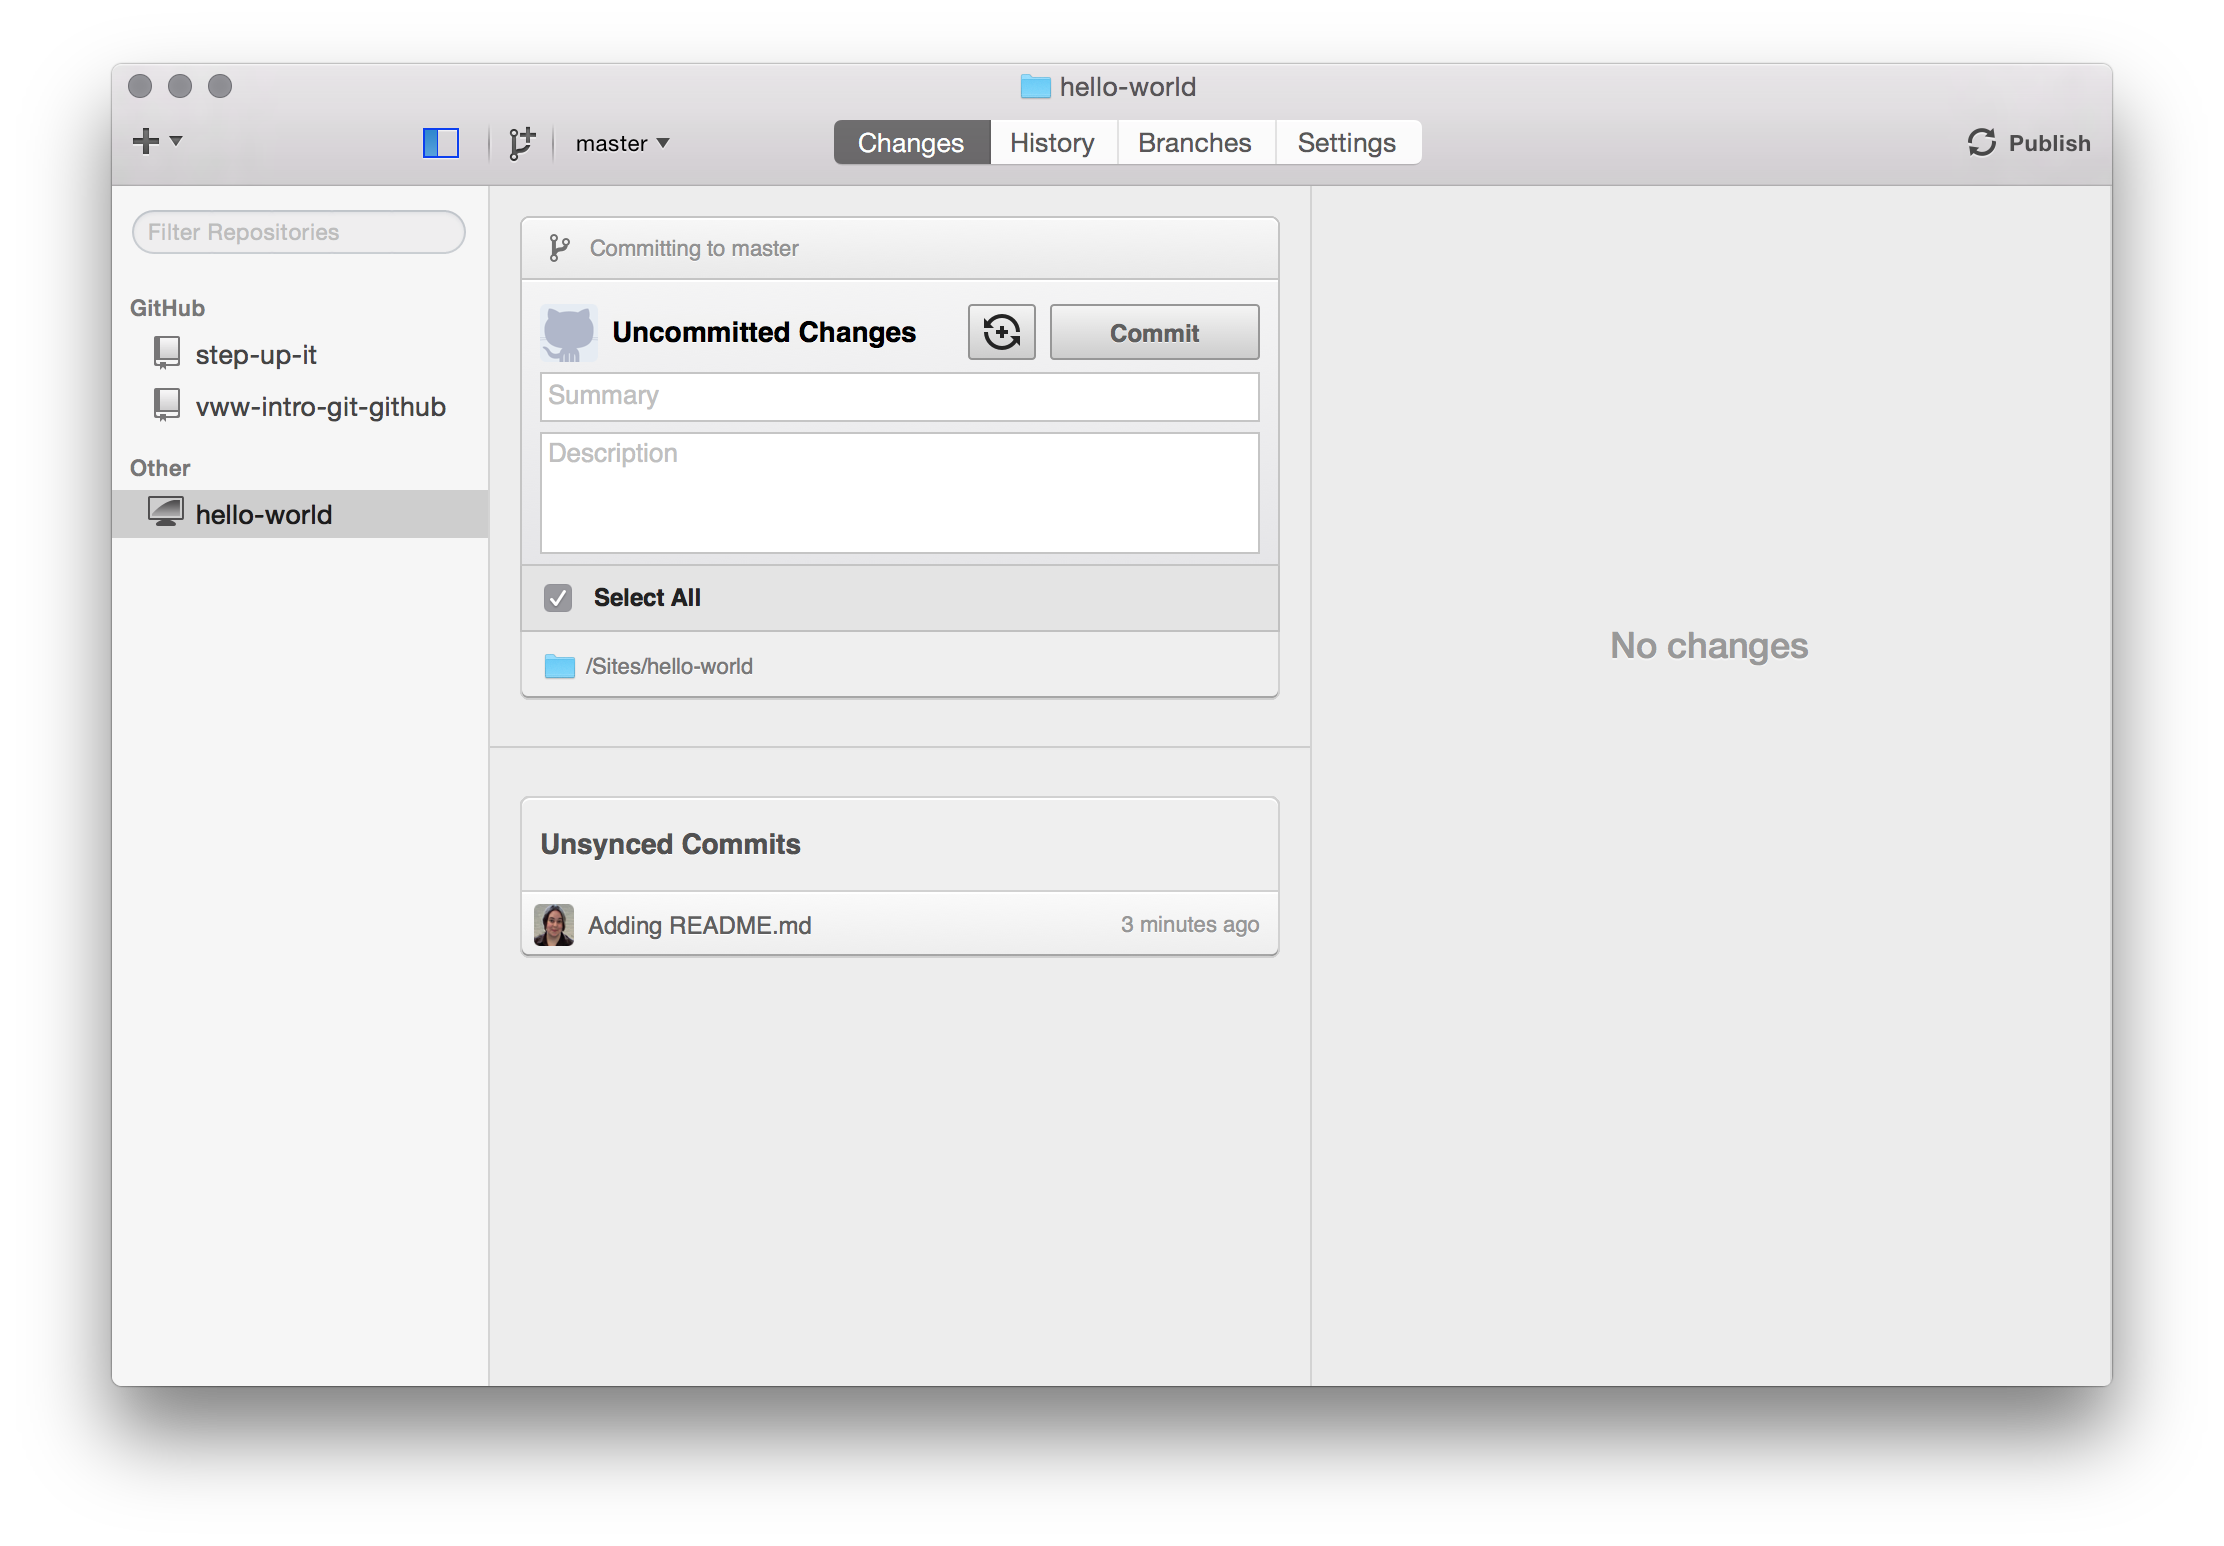 hello-world
master
Changes History Branches Settings
Publish
Filter Repositories
GitHub
step-up-it
vww-intro-git-github
Other
hello-world
Committing to master
Uncommitted Changes
Commit
Summary
Description
Select All
/Sites/hello-world
Unsynced Commits
Adding README.md 3 minutes ago
No changes